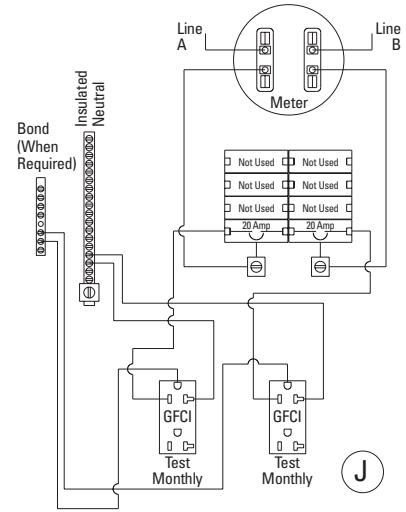 Line
A
Line
B
Meter
Insulated
Neutral
Bond
(When
Required)
Not Used
Not Used
Not Used
Not Used
Not Used
Not Used
20 Amp
20 Amp
GFCI
GFCI
Test
Monthly
Test
Monthly
J